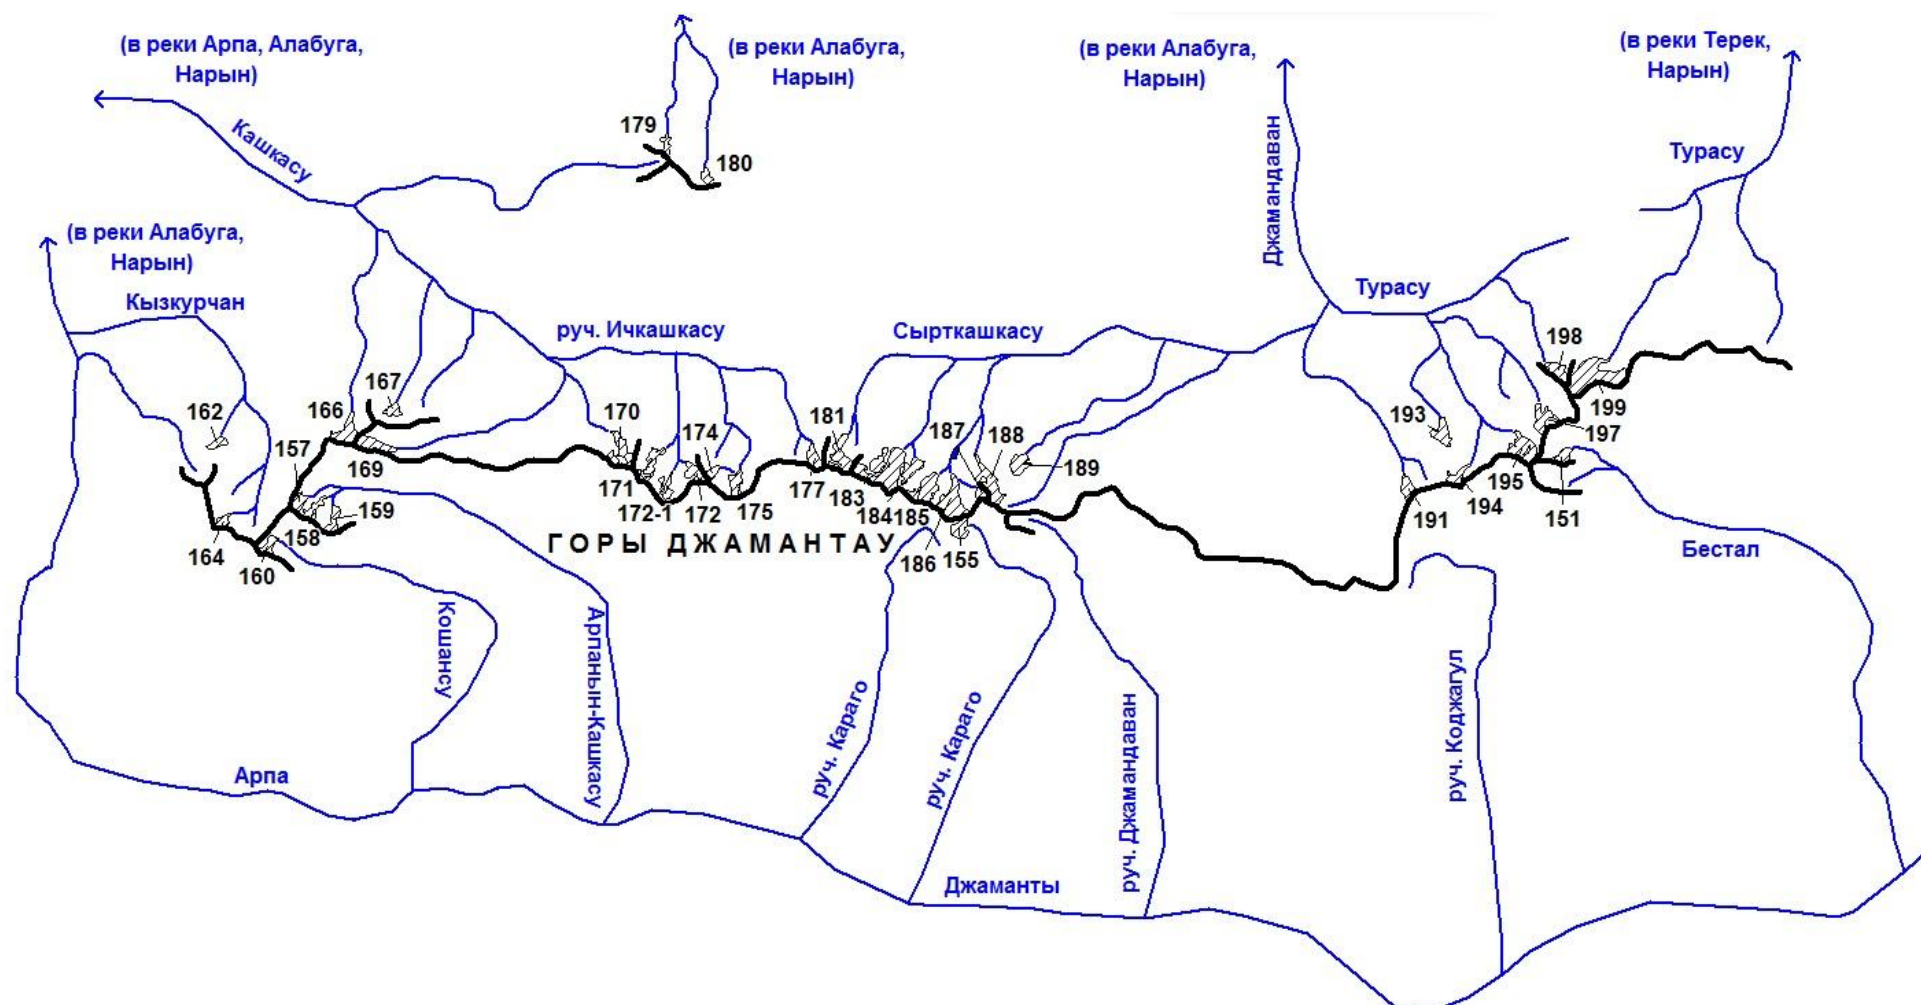 (в реки Арпа, Алабуга,
Нарын)
(в реки Алабуга,
Нарын)
(в реки Алабуга,
Нарын)
(в реки Терек,
Нарын)
Кашкасу
179
180
Джамандаван
Турасу
(в реки Алабуга,
Нарын)
Кызкурчан
руч. Ичкашкасу
Сырткашкасу
Турасу
162
166
167
157
169
170
171
172-1
172
174
175
177
181
183
184
185
187
188
189
186
155
193
191
194
195
198
199
197
151
159
158
164
160
ГОРЫ ДЖАМАНТАУ
Бестал
Кошансу
Арпанын-Кашкасу
руч. Караго
руч. Караго
руч. Джамандаван
руч. Коджагул
Арпа
Джаманты